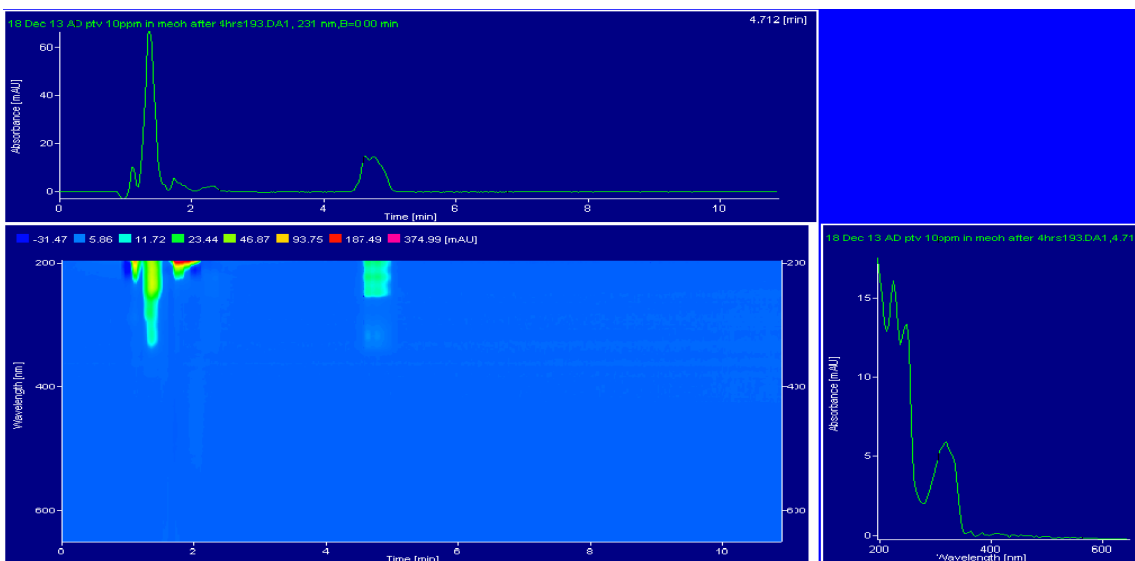 18 Dec 13 AD ptv 10ppm in meoh after 4hrs193.DA1, 231 nm,B=0.00 min
4.712 [min]
Absorbance [mAU]
60
40
20
0
0 2 4 6 8 10
Time [min]
-31.47 5.86 11.72 23.44 46.87 93.75 187.49 374.99 [mAU]
Wavelength [nm]
200 200
400 400
600 600
0 2 4 6 8 10
Time [min]
18 Dec 13 AD ptv 10ppm in meoh after 4hrs193.DA1,4.71
Absorbance [mAU]
15
10
5
0
200 400 600
Wavelength [nm]